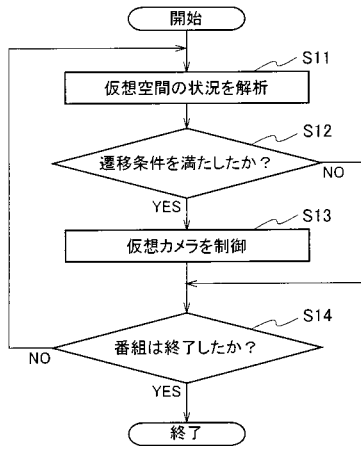 開始
S11
仮想空間の状況を解析
S12
遷移条件を満たしたか？
NO
YES
S13
仮想カメラを制御
S14
番組は終了したか？
NO
YES
終了